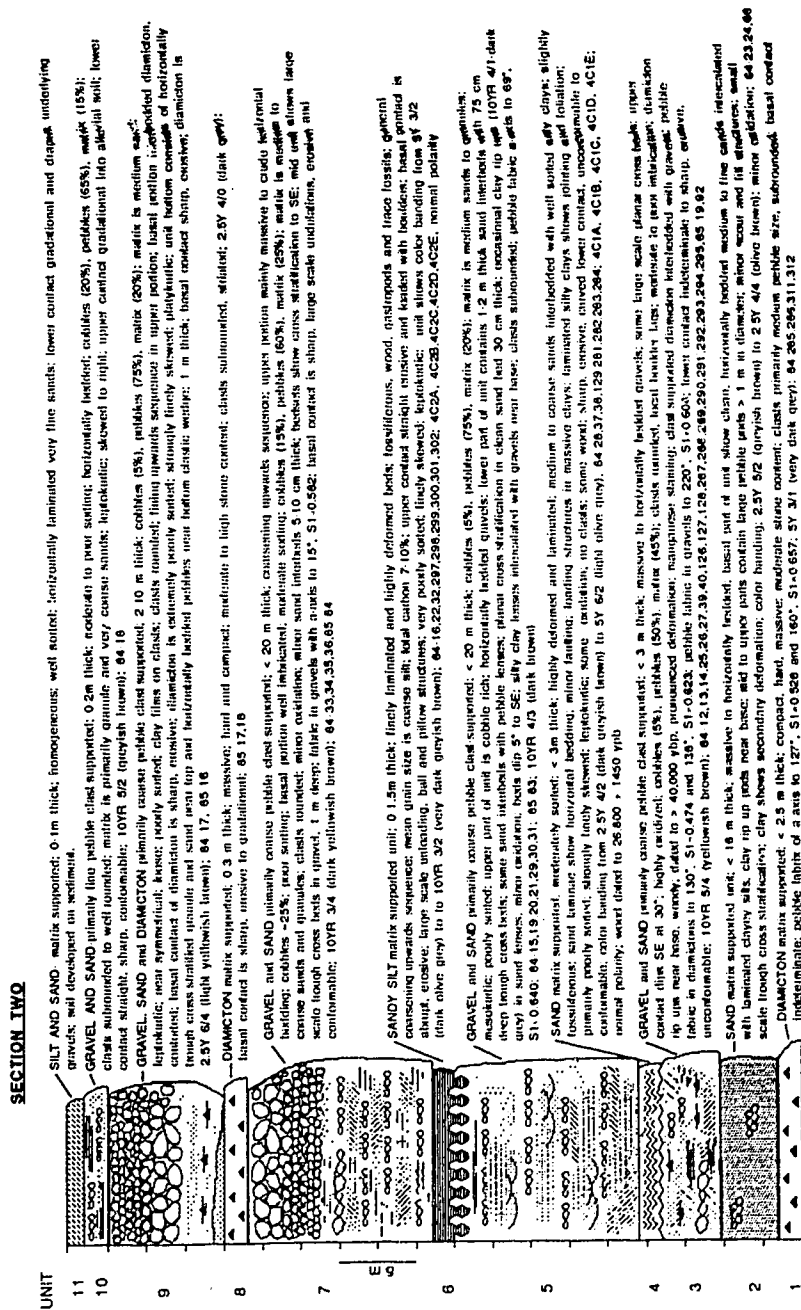 SECTION TWO
UNIT
SILT AND SAND- matrix supported; 0-1m thick; homogeneous; well sorted; horizontally laminated very fine sands; lower contact gradational and drapes underlying
gravels; soil developed on sediment.
11
GRAVEL AND SAND-primarily fine pebble clast supported; 0-2m thick; moderate to poor sorting; horizontally bedded; cobbles (20%), pebbles (65%), matrix (15%);
clasts subrounded to well rounded; matrix is primarily granule and very coarse sands; leptokurtic; skewed to right; upper contact gradational into alluvial soil; lower
contact straight, sharp, conformable; 10YR 5/2 (greyish brown); 84 18
10
GRAVEL, SAND and DIAMICTON primarily coarse pebble; clast supported; 2-10 m thick; cobbles (5%), pebbles (75%), matrix (20%); matrix is medium sand;
leptokurtic; near symmetrical; loose; poorly sorted; clay films on clasts; clasts rounded; fining upwards sequence in upper portion; basal portion interbedded diamicton,
contorted; basal contact of diamicton is sharp, erosive; diamicton is extremely poorly sorted; strongly finely skewed; platykurtic; unit bottom consists of horizontally
trough cross stratified granule and sand near top and horizontally bedded pebbles near bottom clastic wedge; 1 m thick; basal contact sharp, erosive; diamicton is
2.5Y 6/4 (light yellowish brown); 84 17, 85 16
9
DIAMICTON matrix supported; 0-3 m thick; massive; hard and compact; moderate to high stone content; clasts subrounded, striated; 2.5Y 4/0 (dark grey);
basal contact is sharp, erosive to gradational; 85 17,18
8
GRAVEL and SAND primarily coarse pebble clast supported; < 20 m thick; coarsening upwards sequence; upper portion mainly massive to crude horizontal
bedding; cobbles ~25%; poor sorting; basal portion well imbricated; moderate sorting; cobbles (15%), pebbles (60%), matrix (25%); matrix is medium to
coarse sands and granules; clasts rounded; minor oxidation; minor sand interbeds 5-10 cm thick; bedsets show cross stratification to SE; mid unit shows large
scale trough cross beds in gravel, 1 m deep; fabric in gravels with a-axis to 15°, S1-0.562; basal contact is sharp, large scale undulations, erosive and
conformable; 10YR 3/4 (dark yellowish brown); 84-33,34,35,36,85 84
7
5 m
SANDY SILT matrix supported unit; 0-1.5m thick; finely laminated and highly deformed beds; fossiliferous, wood, gastropods and trace fossils; general
coarsening upwards sequence; mean grain size is coarse silt; total carbon 7-10%; upper contact straight erosive and loaded with boulders; basal contact is
abrupt, erosive; large scale unloading, ball and pillow structures; very poorly sorted; finely skewed; leptokurtic; unit shows color banding from 5Y 3/2
(dark olive grey) to to 10YR 3/2 (very dark greyish brown); 84-16,22,32,297,298,299,300,301,302; 4C2A, 4C2B,4C2C,4C2D,4C2E, normal polarity
6
GRAVEL and SAND primarily coarse pebble clast-supported; < 20 m thick; cobbles (5%), pebbles (75%), matrix (20%); matrix is medium sands to granules;
mesokurtic; poorly sorted; upper part of unit is cobble rich; horizontally bedded gravels; lower part of unit contains 1-2 m thick sand interbeds with 75 cm
deep trough cross beds; some sand interbeds with pebble lenses; planar cross stratification in clean sand bed 30 cm thick; occasional clay rip ups (10YR 4/1-dark
grey) in sand lenses, minor oxidation, beds dip 5° to SE; silty clay lenses intercalated with gravels near base; clasts subrounded; pebble fabric a-axis to 69°,
S1-0.640; 84 15,19,20,21,29,30,31; 85 83; 10YR 4/3 (dark brown)
SAND matrix supported, moderately sorted; < 3m thick; highly deformed and laminated; medium to coarse sands interbedded with well sorted silty clays; slightly
fossiliferous; sand laminae show horizontal bedding, minor faulting, loading structures in massive clays; laminated silty clays shows jointing and foliation;
primarily poorly sorted, strongly finely skewed; leptokurtic; some oxidation, no clasts; some wood; sharp, erosive, curved lower contact, unconformable to
conformable, color banding from 2.5Y 4/2 (dark greyish brown) to 5Y 6/2 (light olive grey). 84 28,37,38,129 281,282,283,284; 4C1A, 4C1B, 4C1C, 4C1D, 4C1E;
normal polarity; wood dated to 26,800 ± 1450 ypb
5
GRAVEL and SAND primarily coarse pebble; clast supported; < 3 m thick; massive to horizontally bedded gravels; some large scale planar cross beds; upper
contact dips SE at 30°; highly oxidized; cobbles (5%), pebbles (50%), matrix (45%); clasts rounded, local boulder lags; moderate to poor imbrication; diamicton
rip ups near base, woody, dated to > 40,000 ybp, pronounced deformation; manganese staining; clast supported diamicton interbedded with gravels; pebble
fabric in diamictons to 130°, S1-0.474 and 136°, S1-0.623; pebble fabric in gravels to 220°, S1-0.604; lower contact indeterminate to sharp, erosive,
unconformable; 10YR 5/4 (yellowish brown); 84 12,13,14,25,26,27,39,40,126,127,128,267,268,269,290,291,292,293,294,295,85 19,92
4
3
SAND matrix supported unit; < 16 m thick, massive to horizontally bedded, basal part of unit show clean, horizontally bedded medium to fine sands intercalated
with laminated clayey silts, clay rip up pods near base; mid to upper parts contain large pebble pods > 1 m in diameter; minor scour and fill structures; small
scale trough cross stratification; clay shows secondary deformation, color banding; 2.5Y 5/2 (greyish brown) to 2.5Y 4/4 (olive brown); minor oxidation; 84 23,24,66
2
DIAMICTON matrix supported; < 2.5 m thick; compact, hard, massive; moderate stone content; clasts primarily medium pebble size, subrounded, basal contact
indeterminate; pebble fabric of a axis to 127°, S1-0.526 and 160°, S1-0.657; 5Y 3/1 (very dark grey); 84 285,286,311,312
1